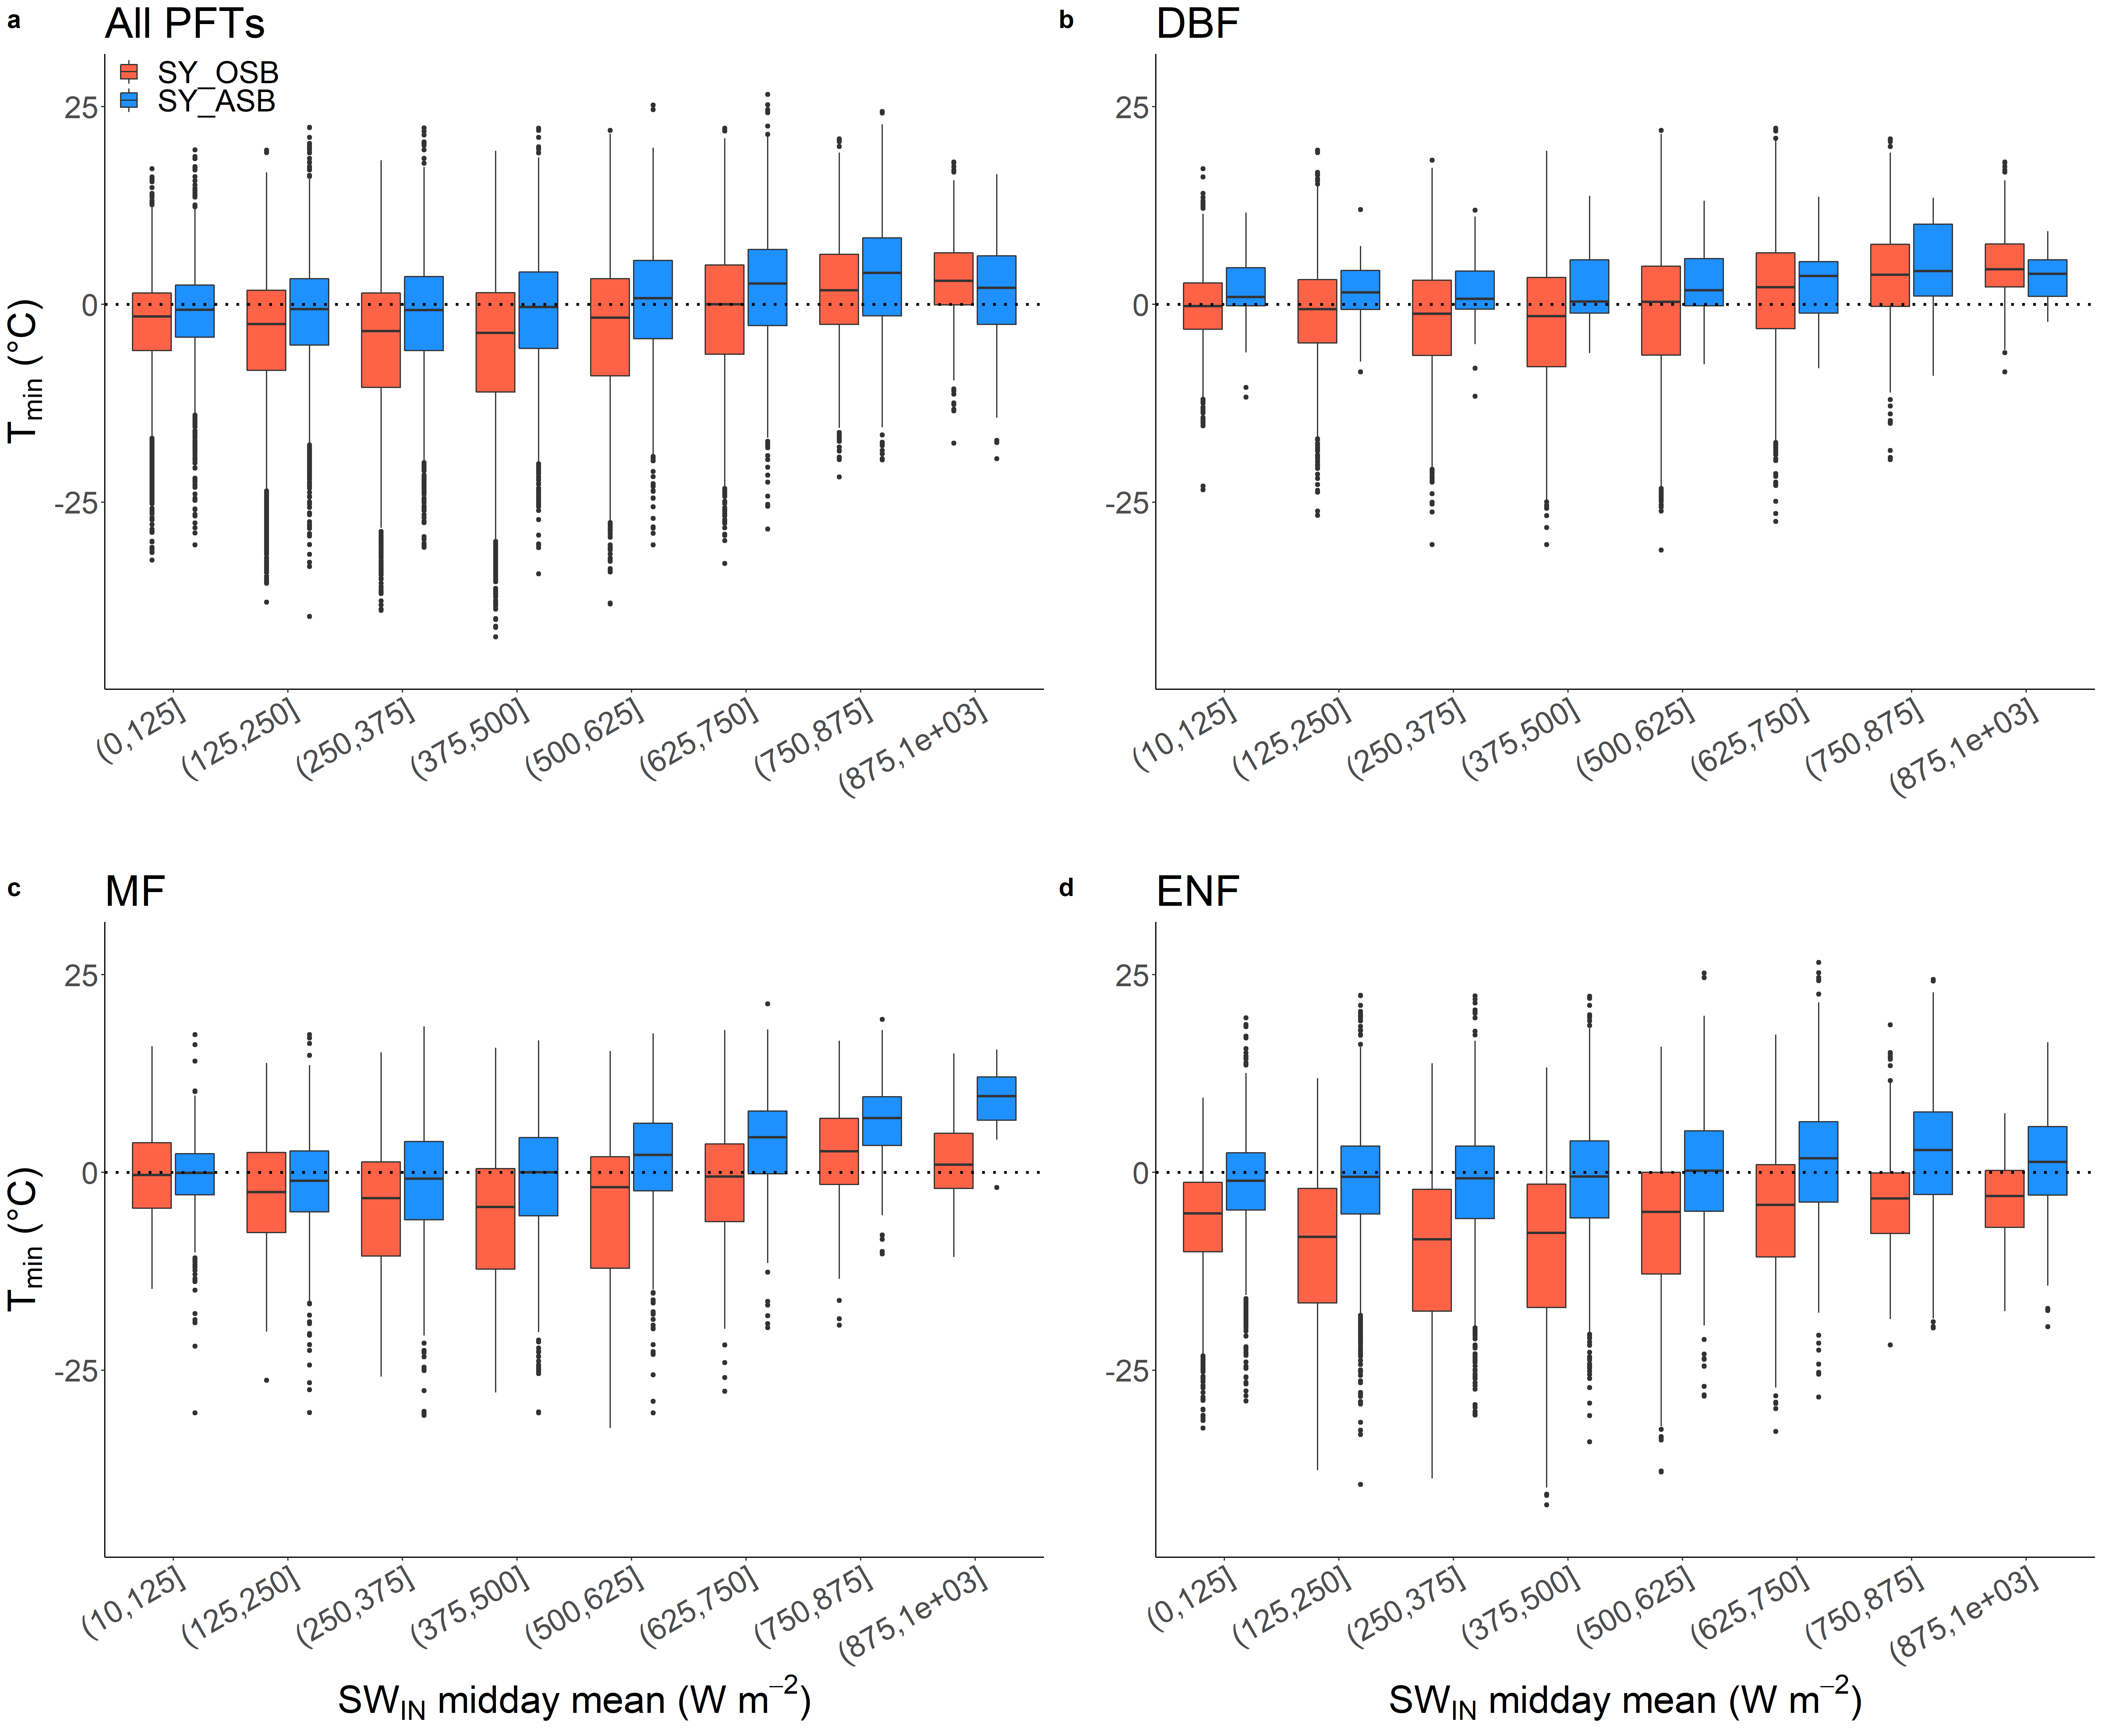 a
All PFTs
SY_OSB
SY_ASB
25
0
-25
Tmin (°C)
(0,125]
(125,250]
(250,375]
(375,500]
(500,625]
(625,750]
(750,875]
(875,1e+03]
b
DBF
25
0
-25
(10,125]
(125,250]
(250,375]
(375,500]
(500,625]
(625,750]
(750,875]
(875,1e+03]
c
MF
25
0
-25
Tmin (°C)
(10,125]
(125,250]
(250,375]
(375,500]
(500,625]
(625,750]
(750,875]
(875,1e+03]
SWIN midday mean (W m−2)
d
ENF
25
0
-25
(0,125]
(125,250]
(250,375]
(375,500]
(500,625]
(625,750]
(750,875]
(875,1e+03]
SWIN midday mean (W m−2)